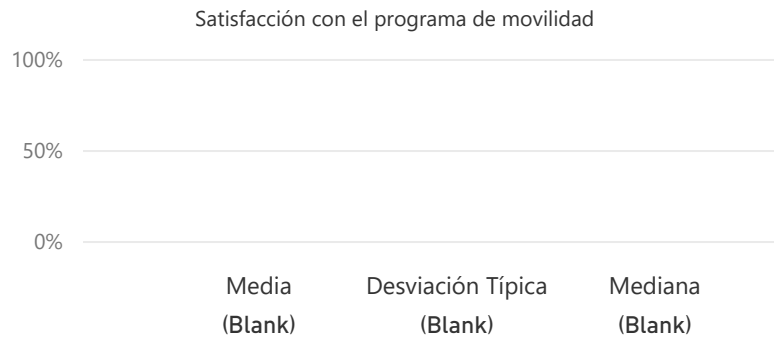 Satisfacción con el programa de movilidad
100%
50%
0%
Media Desviación Típica Mediana
(Blank) (Blank) (Blank)